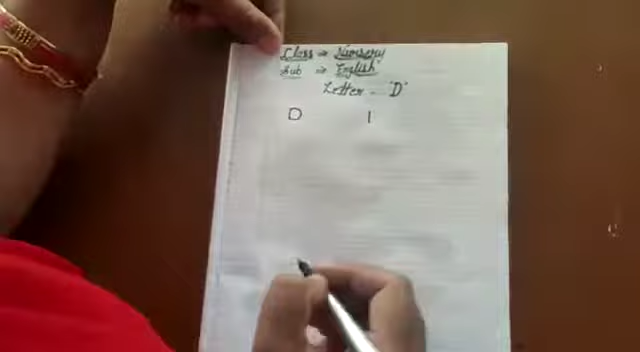 Class ⇒ Nursery
Sub ⇒ English
Letter - "D"
D I